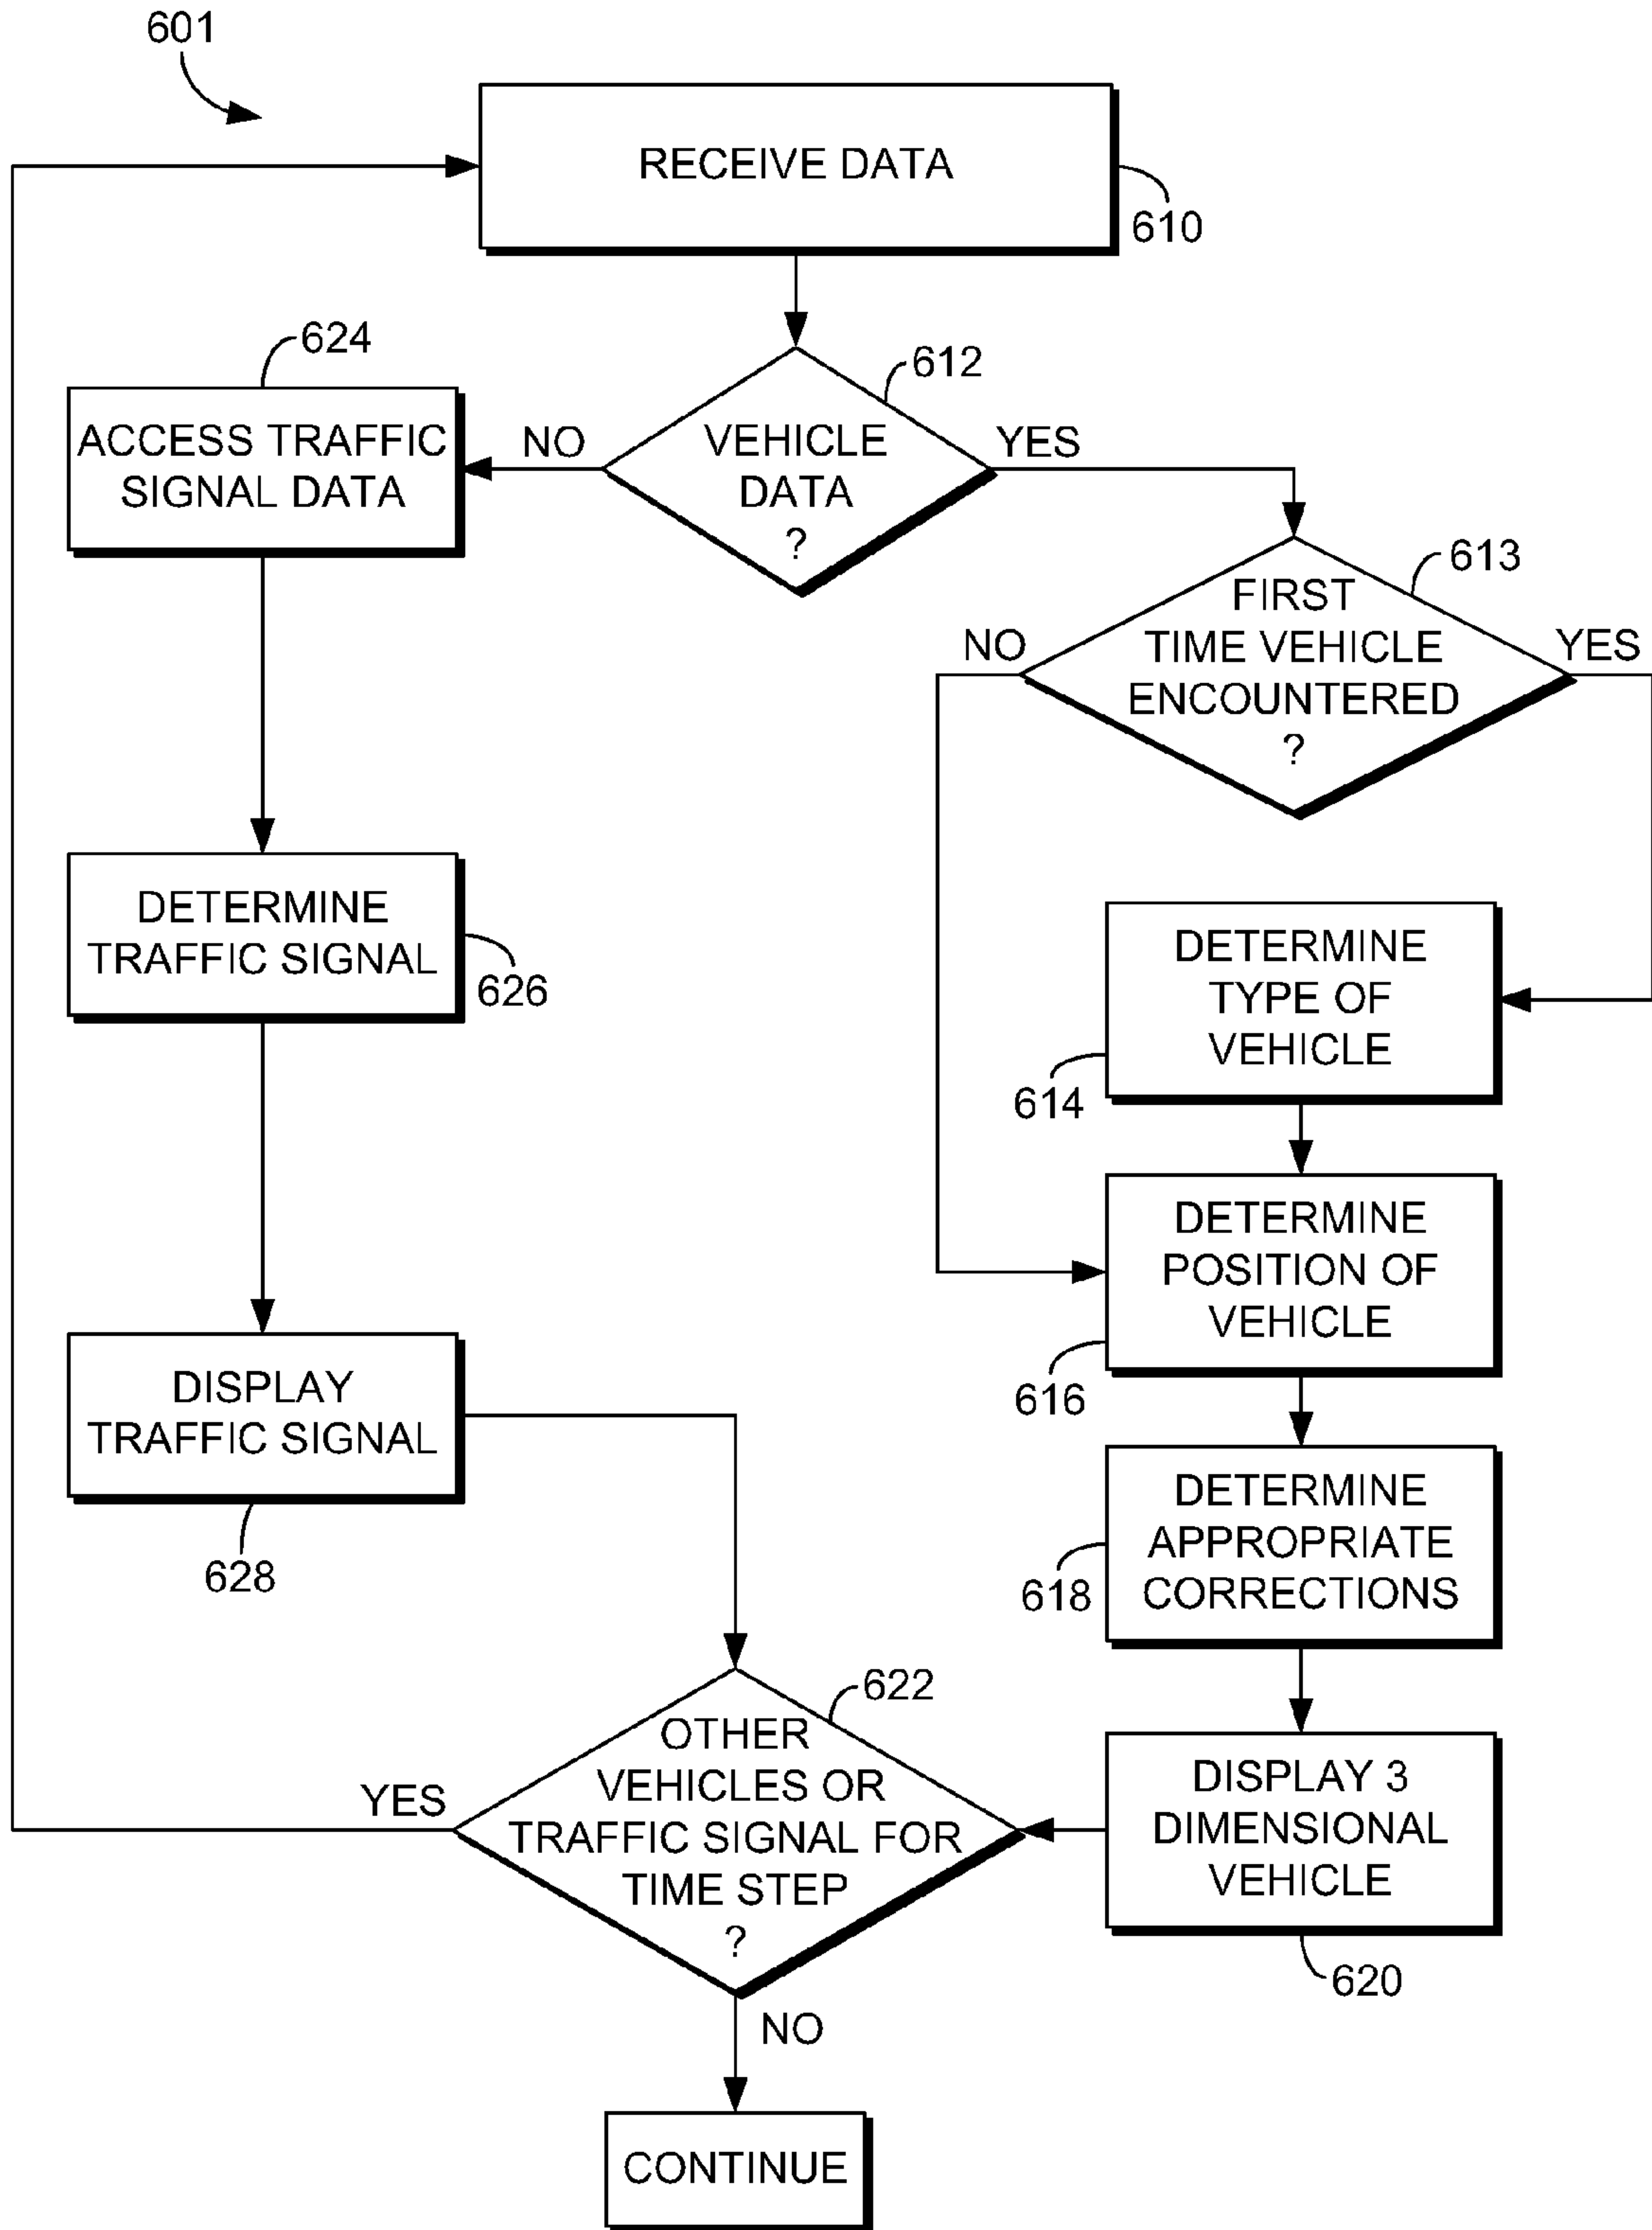 601
RECEIVE DATA
610
624
612
ACCESS TRAFFIC
SIGNAL DATA
NO
VEHICLE
DATA
?
YES
613
FIRST
TIME VEHICLE
ENCOUNTERED
?
NO
YES
DETERMINE
TRAFFIC SIGNAL
626
DETERMINE
TYPE OF
VEHICLE
614
DETERMINE
POSITION OF
VEHICLE
616
DISPLAY
TRAFFIC SIGNAL
628
DETERMINE
APPROPRIATE
CORRECTIONS
618
622
OTHER
VEHICLES OR
TRAFFIC SIGNAL FOR
TIME STEP
?
YES
DISPLAY 3
DIMENSIONAL
VEHICLE
620
NO
CONTINUE